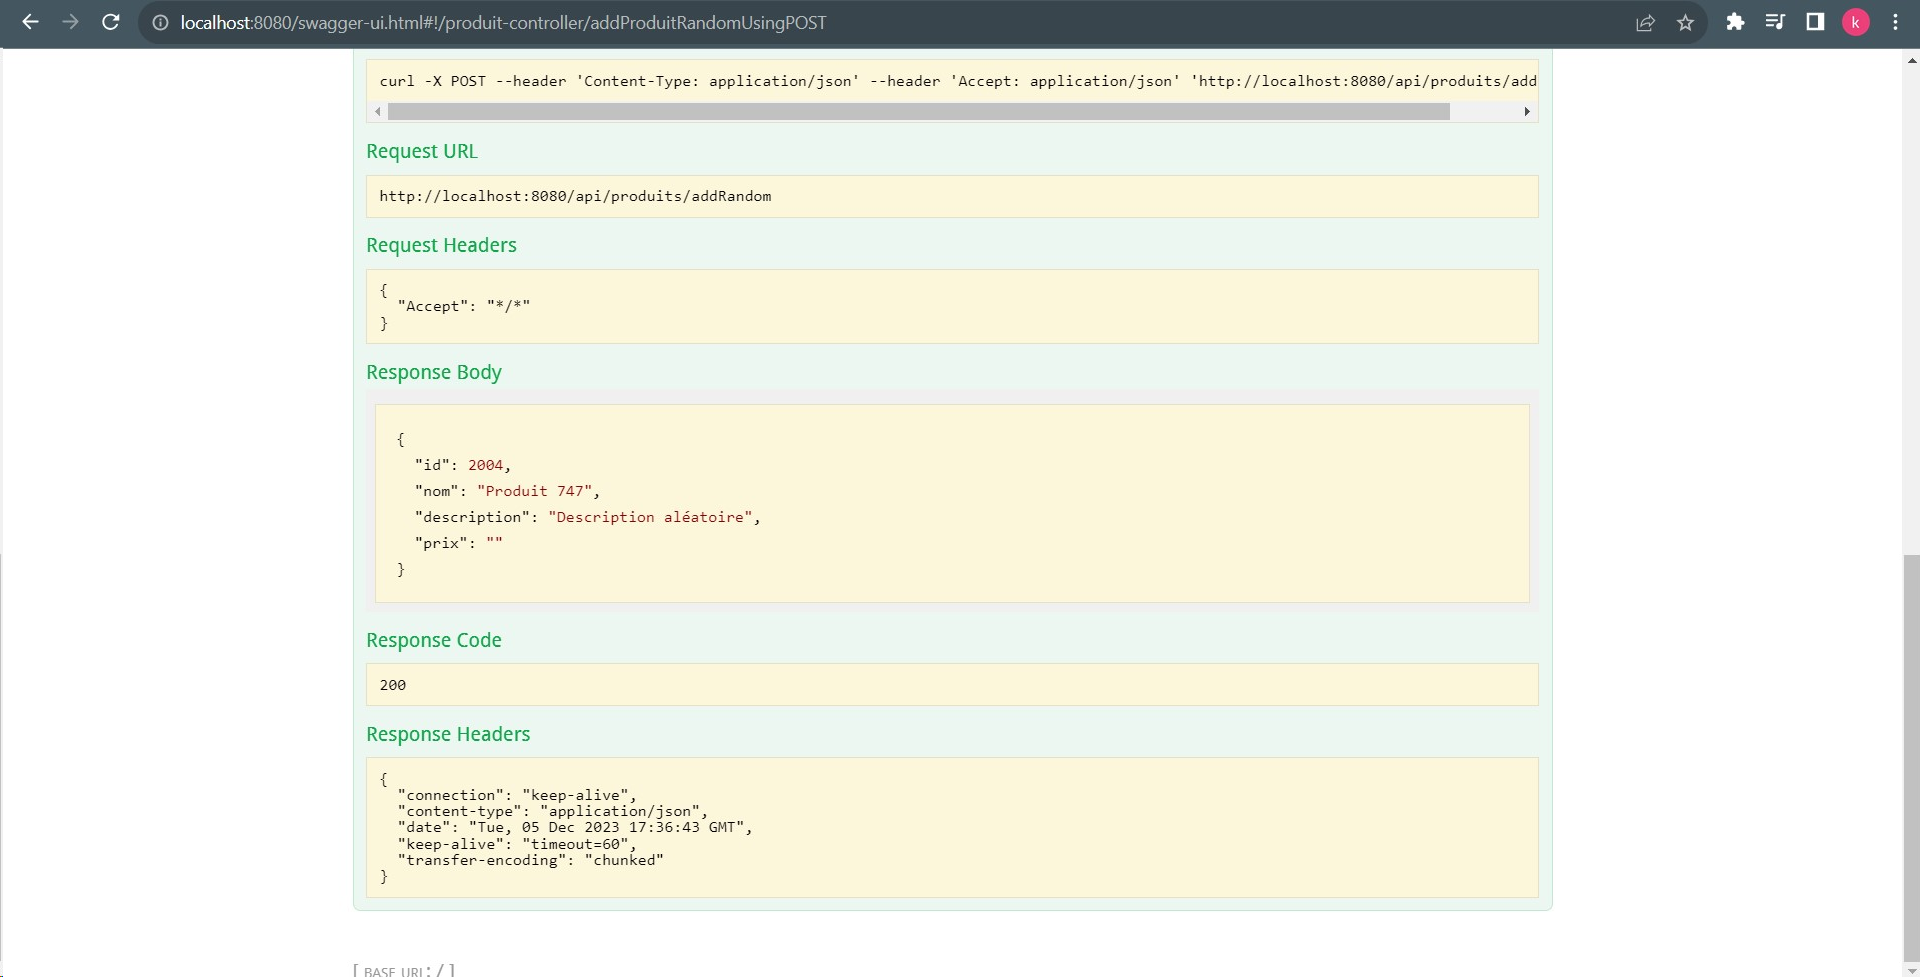 localhost:8080/swagger-ui.html#!/produit-controller/addProduitRandomUsingPOST
k
curl -X POST --header 'Content-Type: application/json' --header 'Accept: application/json' 'http://localhost:8080/api/produits/add
Request URL
http://localhost:8080/api/produits/addRandom
Request Headers
{
  "Accept": "*/*"
}
Response Body
{
  "id": 2004,
  "nom": "Produit 747",
  "description": "Description aléatoire",
  "prix": ""
}
Response Code
200
Response Headers
{
  "connection": "keep-alive",
  "content-type": "application/json",
  "date": "Tue, 05 Dec 2023 17:36:43 GMT",
  "keep-alive": "timeout=60",
  "transfer-encoding": "chunked"
}
[ BASE URL: / ]